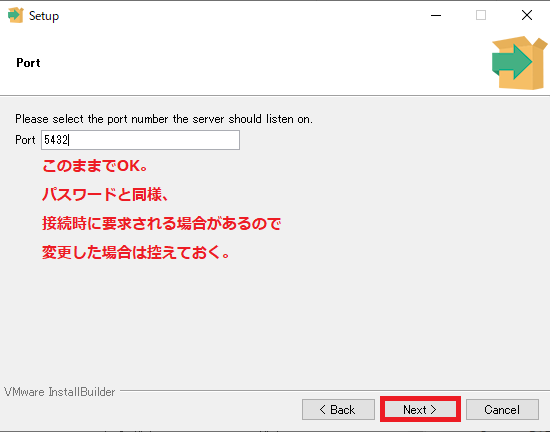 Setup
Port
Please select the port number the server should listen on.
Port 5432
このままでOK。
パスワードと同様、
接続時に要求される場合があるので
変更した場合は控えておく。
VMware InstallBuilder
< Back Next > Cancel